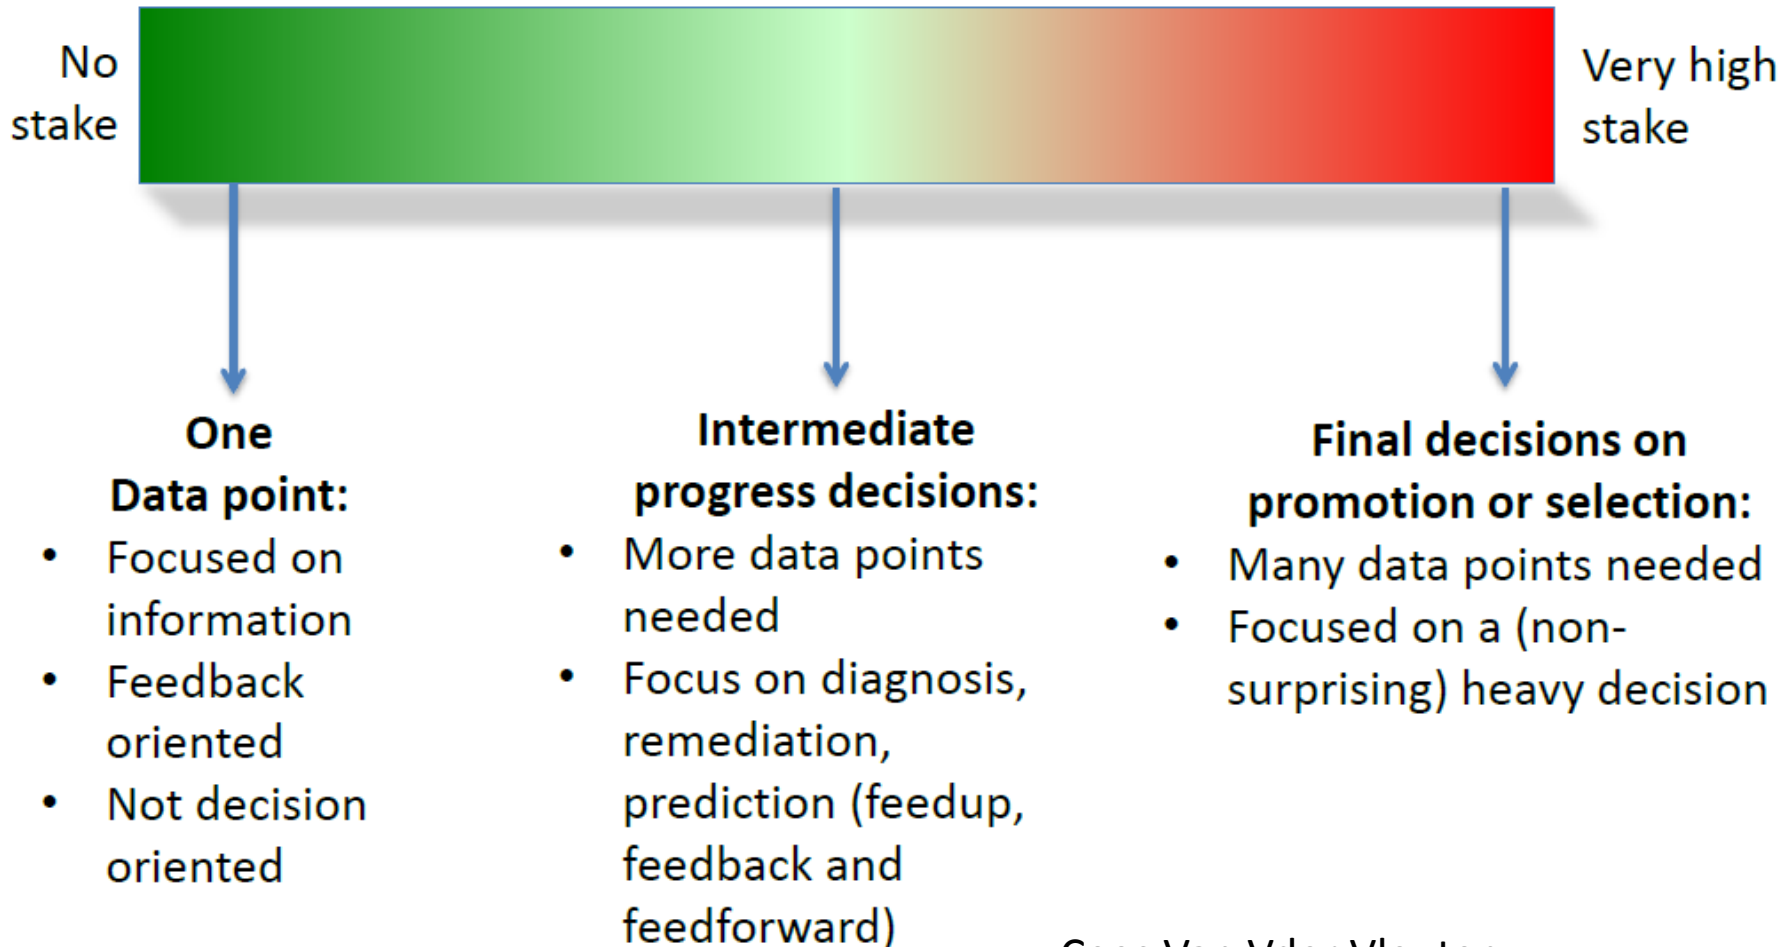 No
stake
Very high
stake
One
Data point:
• Focused on
information
• Feedback
oriented
• Not decision
oriented
Intermediate
progress decisions:
• More data points
needed
• Focus on diagnosis,
remediation,
prediction (feedup,
feedback and
feedforward)
Final decisions on
promotion or selection:
• Many data points needed
• Focused on a (non-
surprising) heavy decision
Van Vder